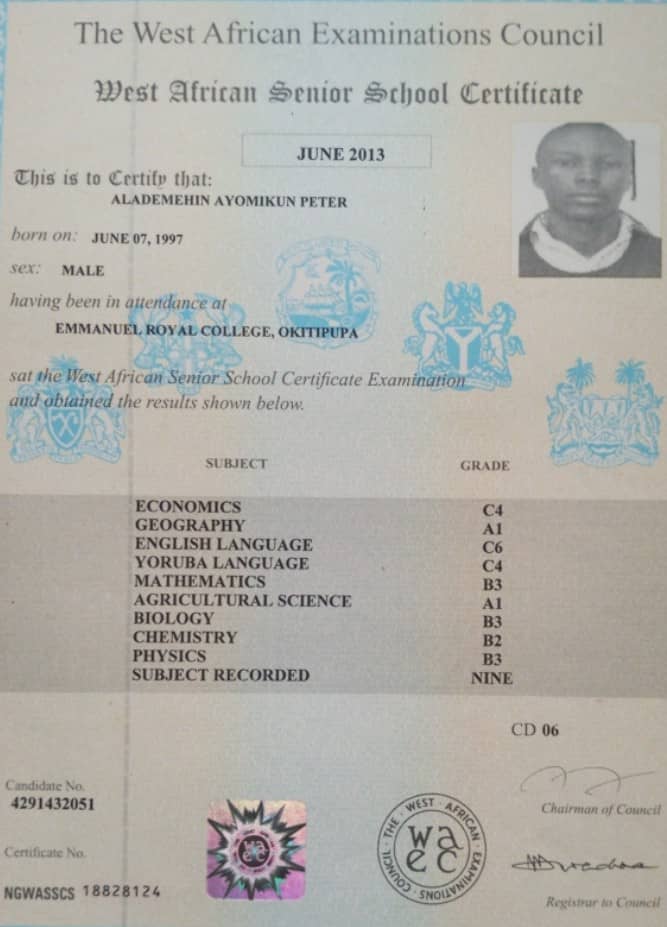 The West African Examinations Council
West African Senior School Certificate
JUNE 2013
This is to Certify that:
ALADEMEHIN AYOMIKUN PETER
born on: JUNE 07, 1997
sex: MALE
having been in attendance at
EMMANUEL ROYAL COLLEGE, OKITIPUPA
sat the West African Senior School Certificate Examination
and obtained the results shown below.
SUBJECT GRADE
ECONOMICS C4
GEOGRAPHY A1
ENGLISH LANGUAGE C6
YORUBA LANGUAGE C4
MATHEMATICS B3
AGRICULTURAL SCIENCE A1
BIOLOGY B3
CHEMISTRY B2
PHYSICS B3
SUBJECT RECORDED NINE
CD 06
Candidate No.
4291432051
Chairman of Council
THE WEST AFRICAN EXAMINATIONS COUNCIL
waec
Certificate No.
NGWASSCS 18828124
Registrar to Council